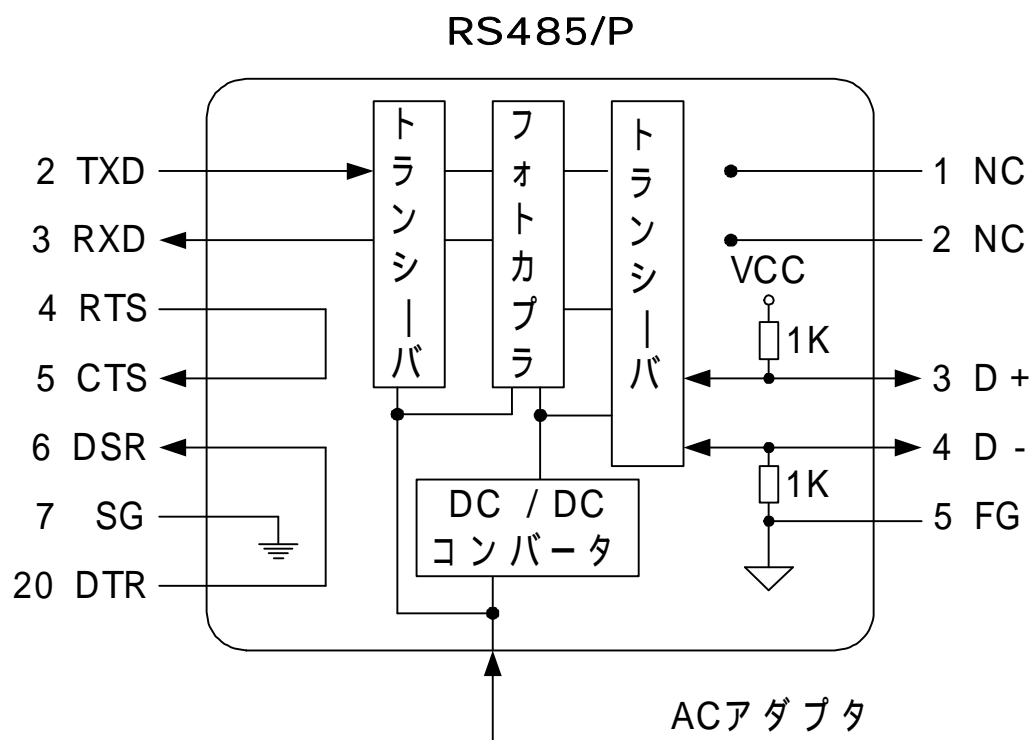 RS485/P
2 TXD
3 RXD
4 RTS
5 CTS
6 DSR
7 SG
20 DTR
トランシーバ
フォトカプラ
トランシーバ
DC / DC
コンバータ
VCC
1K
1K
1 NC
2 NC
3 D +
4 D -
5 FG
ACアダプタ